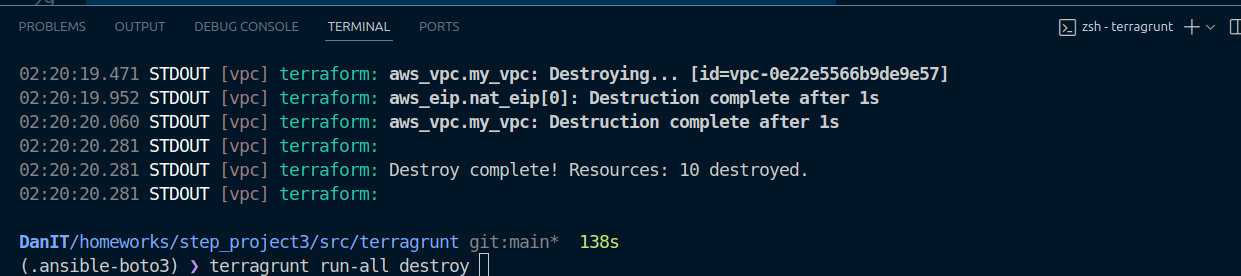 PROBLEMS OUTPUT DEBUG CONSOLE TERMINAL PORTS zsh - terragrunt
02:20:19.471 STDOUT [vpc] terraform: aws_vpc.my_vpc: Destroying... [id=vpc-0e22e5566b9de9e57]
02:20:19.952 STDOUT [vpc] terraform: aws_eip.nat_eip[0]: Destruction complete after 1s
02:20:20.060 STDOUT [vpc] terraform: aws_vpc.my_vpc: Destruction complete after 1s
02:20:20.281 STDOUT [vpc] terraform:
02:20:20.281 STDOUT [vpc] terraform: Destroy complete! Resources: 10 destroyed.
02:20:20.281 STDOUT [vpc] terraform:
DanIT/homeworks/step_project3/src/terragrunt git:main* 138s
(.ansible-boto3) ❯ terragrunt run-all destroy